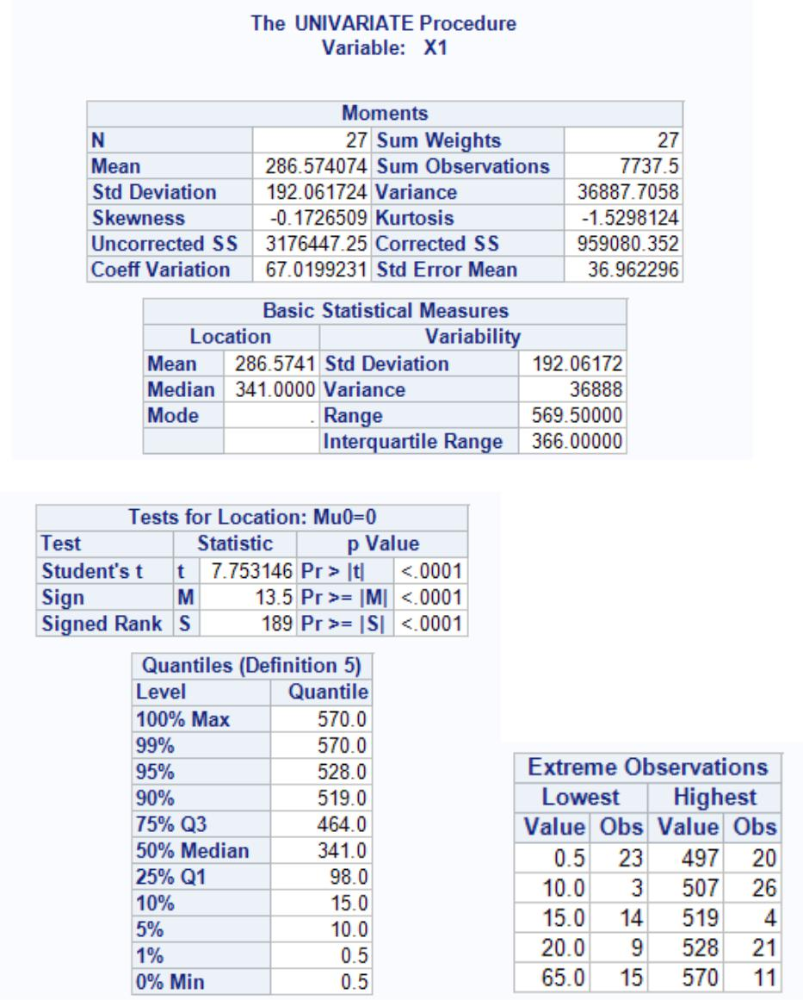 The UNIVARIATE Procedure
Variable: X1
Moments
N 27 Sum Weights 27
Mean 286.574074 Sum Observations 7737.5
Std Deviation 192.061724 Variance 36887.7058
Skewness -0.1726509 Kurtosis -1.5298124
Uncorrected SS 3176447.25 Corrected SS 959080.352
Coeff Variation 67.0199231 Std Error Mean 36.962296
Basic Statistical Measures
Location Variability
Mean 286.5741 Std Deviation 192.06172
Median 341.0000 Variance 36888
Mode . Range 569.50000
Interquartile Range 366.00000
Tests for Location: Mu0=0
Test Statistic p Value
Student's t t 7.753146 Pr > |t| <.0001
Sign M 13.5 Pr >= |M| <.0001
Signed Rank S 189 Pr >= |S| <.0001
Quantiles (Definition 5)
Level Quantile
100% Max 570.0
99% 570.0
95% 528.0
90% 519.0
75% Q3 464.0
50% Median 341.0
25% Q1 98.0
10% 15.0
5% 10.0
1% 0.5
0% Min 0.5
Extreme Observations
Lowest Highest
Value Obs Value Obs
0.5 23 497 20
10.0 3 507 26
15.0 14 519 4
20.0 9 528 21
65.0 15 570 11